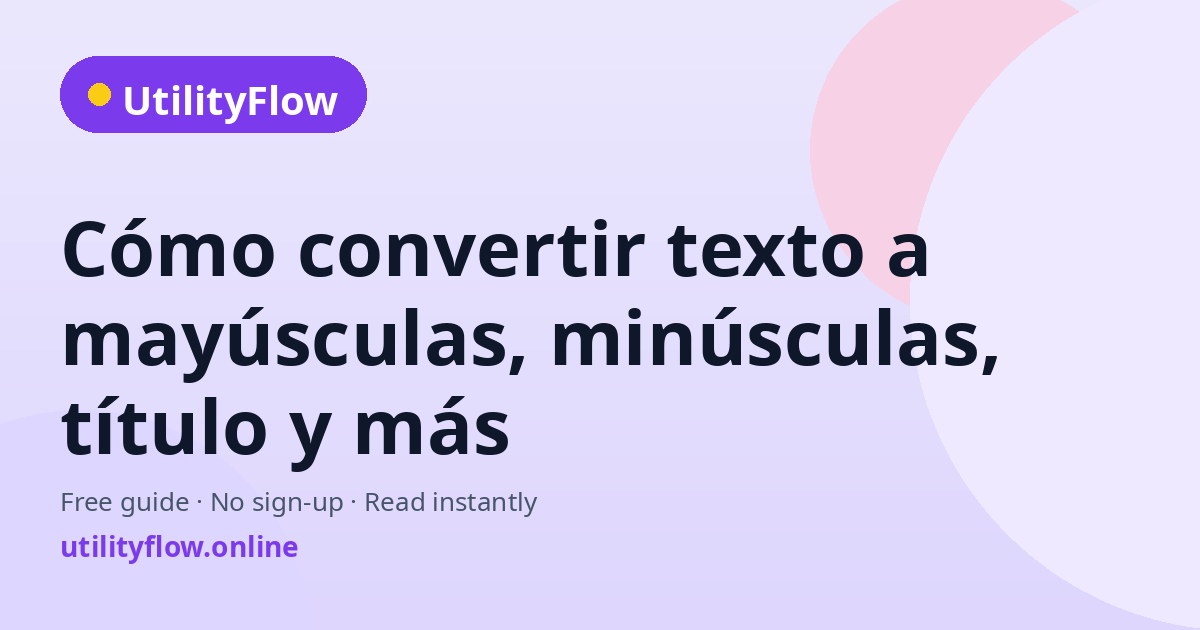 UtilityFlow
Cómo convertir texto a
mayúsculas, minúsculas,
título y más
Free guide · No sign-up · Read instantly
utilityflow.online